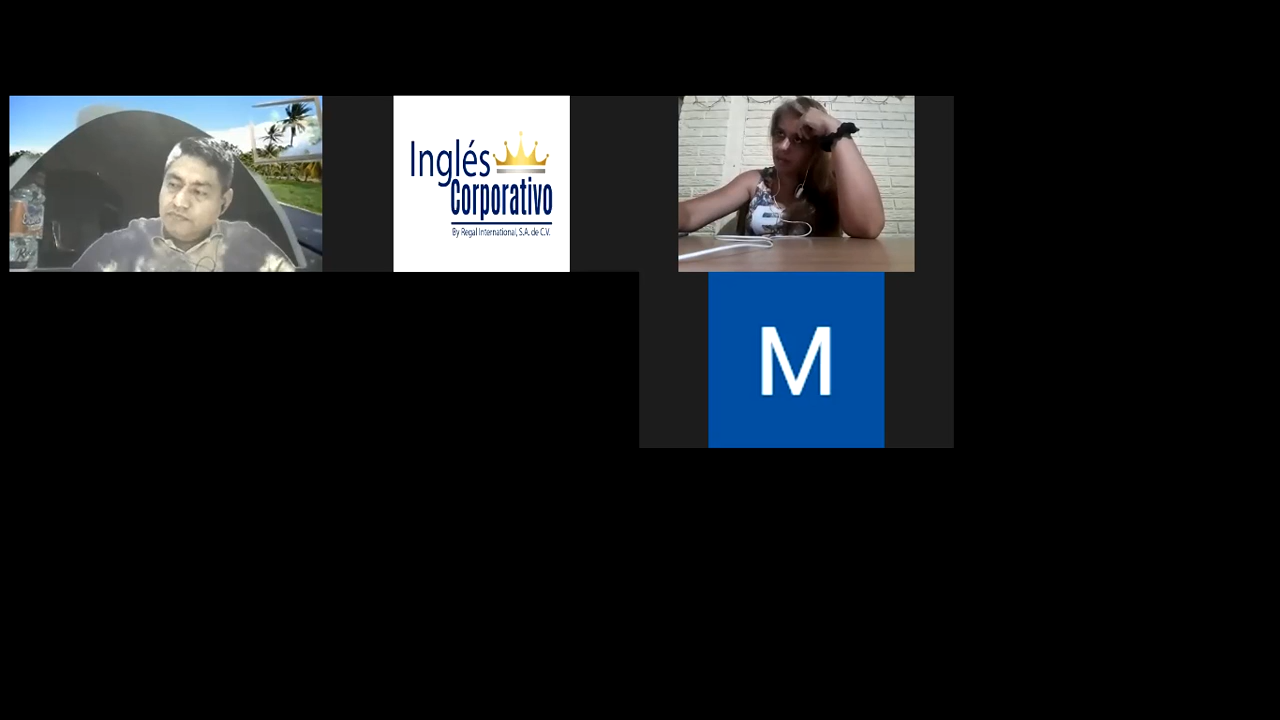 Inglés
Corporativo
By Regal International, S.A. de C.V.
M